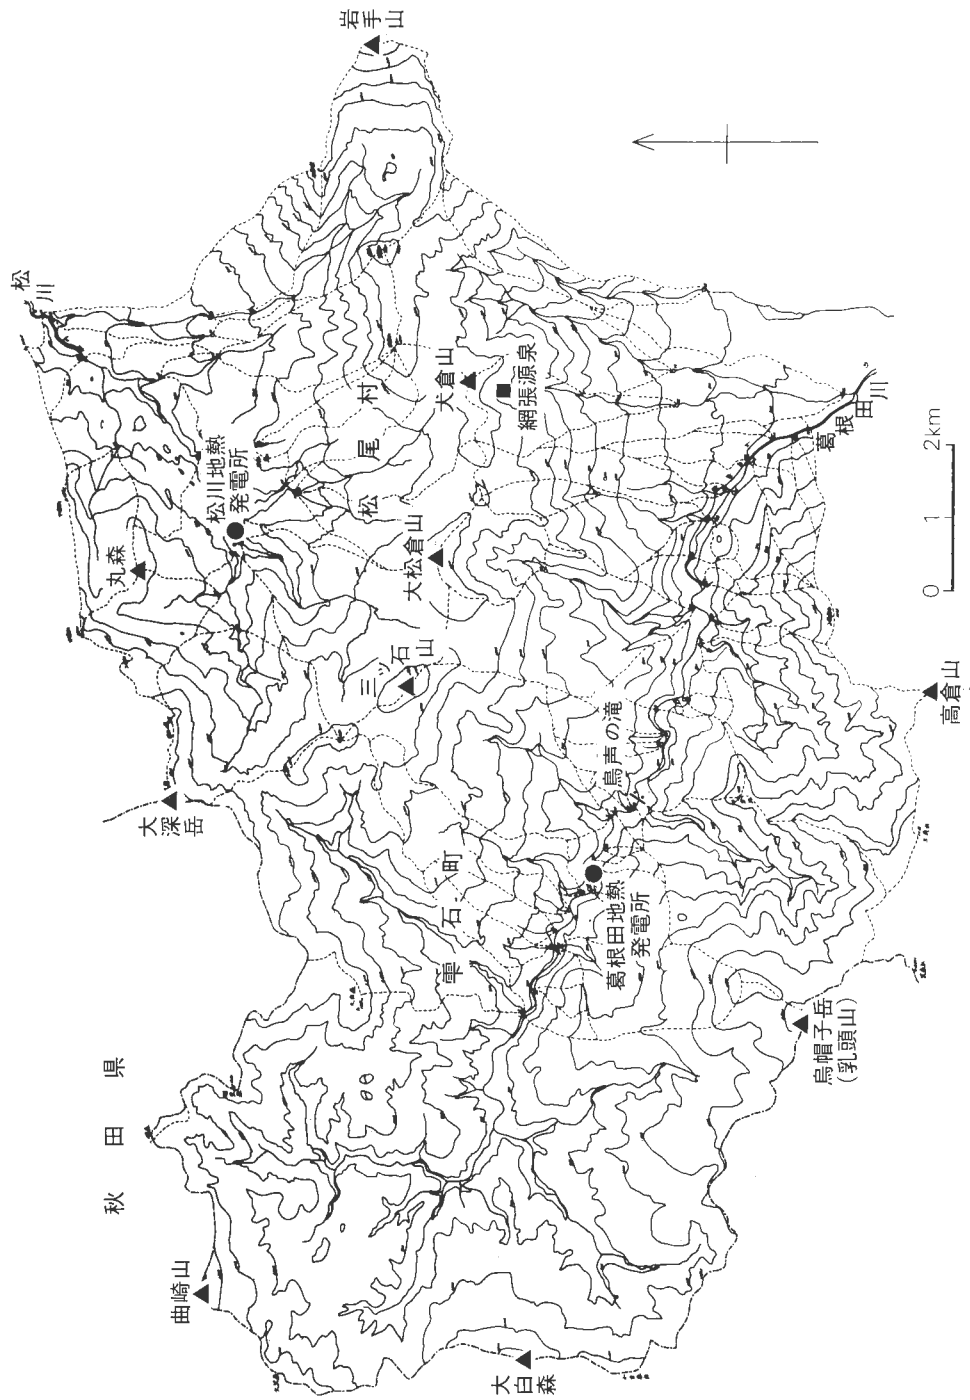 岩手山
松川
松川地熱
発電所
丸森
犬倉山
網張源泉
松尾村
大松倉山
三ツ石山
大深岳
鳥声の滝
葛根田川
0 1 2km
高倉山
雫石町
葛根田地熱
発電所
烏帽子岳
(乳頭山)
秋田県
曲崎山
大白森